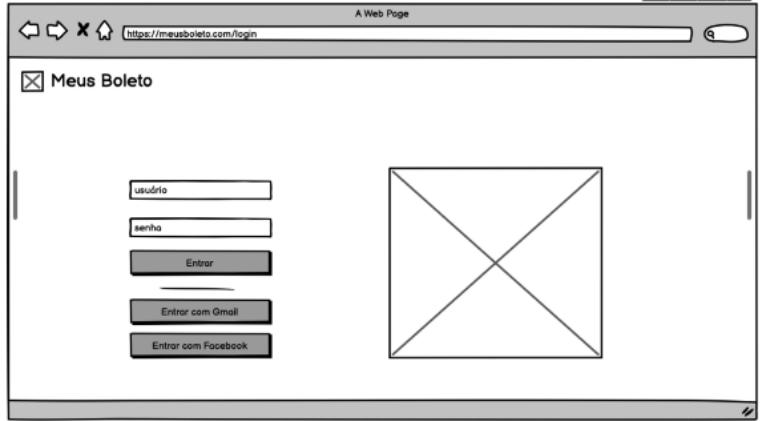 A Web Page
https://meusboleto.com/login
Meus Boleto
usuário
senha
Entrar
Entrar com Gmail
Entrar com Facebook